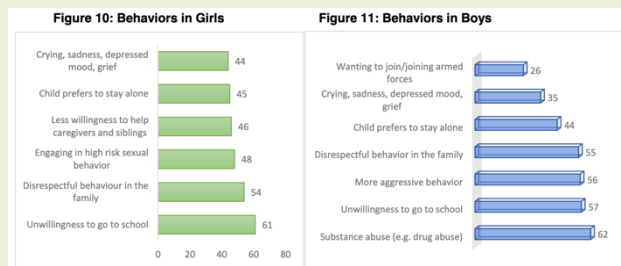 Figure 10: Behaviors in Girls
Crying, sadness, depressed
mood, grief
44
Child prefers to stay alone
45
Less willingness to help
caregivers and siblings
46
Engaging in high risk sexual
behavior
48
Disrespectful behaviour in the
family
54
Unwillingness to go to school
61
0 20 40 60 80
Figure 11: Behaviors in Boys
Wanting to join/joining armed
forces
26
Crying, sadness, depressed mood,
grief
35
Child prefers to stay alone
44
Disrespectful behavior in the family
55
More aggressive behavior
56
Unwillingness to go to school
57
Substance abuse (e.g. drug abuse)
62